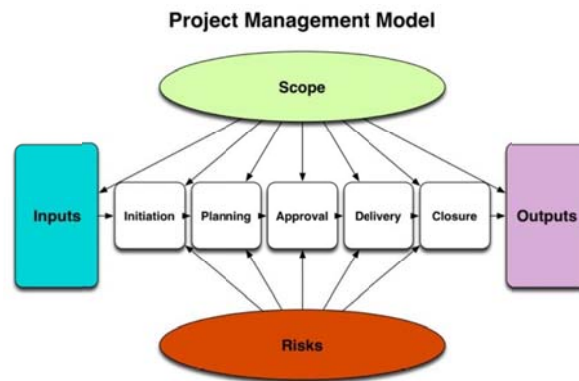 Project Management Model
Scope
Inputs
Initiation
Planning
Approval
Delivery
Closure
Outputs
Risks